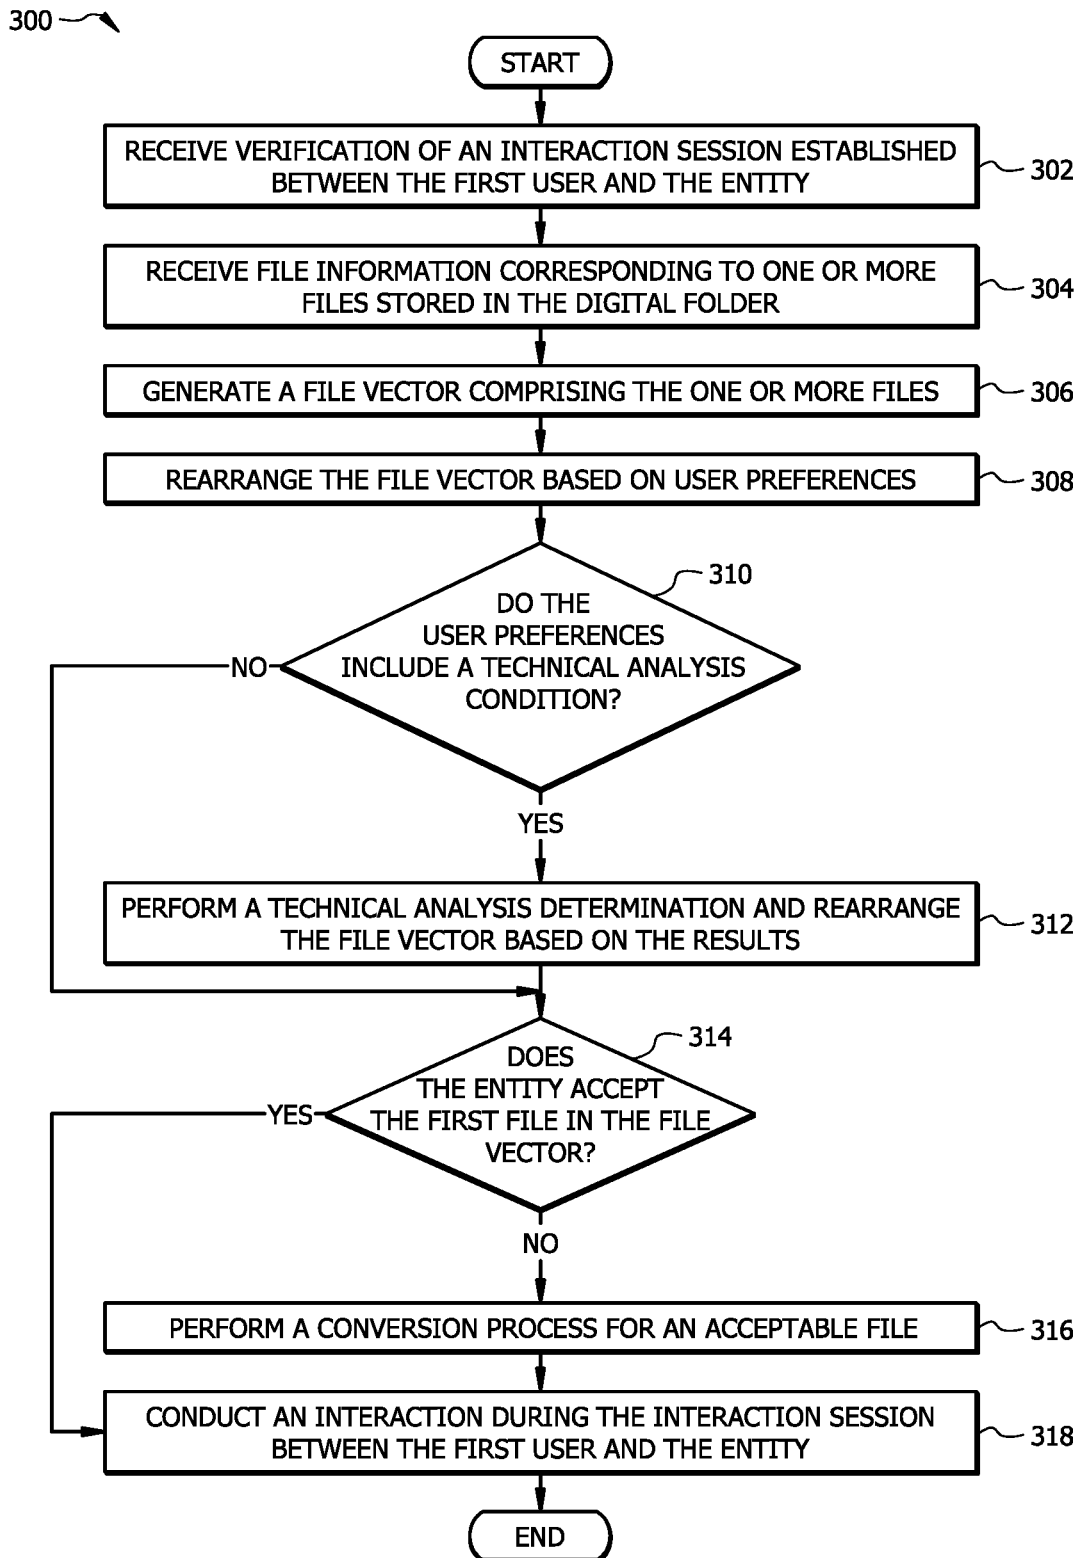 300
START
RECEIVE VERIFICATION OF AN INTERACTION SESSION ESTABLISHED
BETWEEN THE FIRST USER AND THE ENTITY
302
RECEIVE FILE INFORMATION CORRESPONDING TO ONE OR MORE
FILES STORED IN THE DIGITAL FOLDER
304
GENERATE A FILE VECTOR COMPRISING THE ONE OR MORE FILES
306
REARRANGE THE FILE VECTOR BASED ON USER PREFERENCES
308
310
DO THE
USER PREFERENCES
INCLUDE A TECHNICAL ANALYSIS
CONDITION?
NO
YES
PERFORM A TECHNICAL ANALYSIS DETERMINATION AND REARRANGE
THE FILE VECTOR BASED ON THE RESULTS
312
314
DOES
THE ENTITY ACCEPT
THE FIRST FILE IN THE FILE
VECTOR?
YES
NO
PERFORM A CONVERSION PROCESS FOR AN ACCEPTABLE FILE
316
CONDUCT AN INTERACTION DURING THE INTERACTION SESSION
BETWEEN THE FIRST USER AND THE ENTITY
318
END